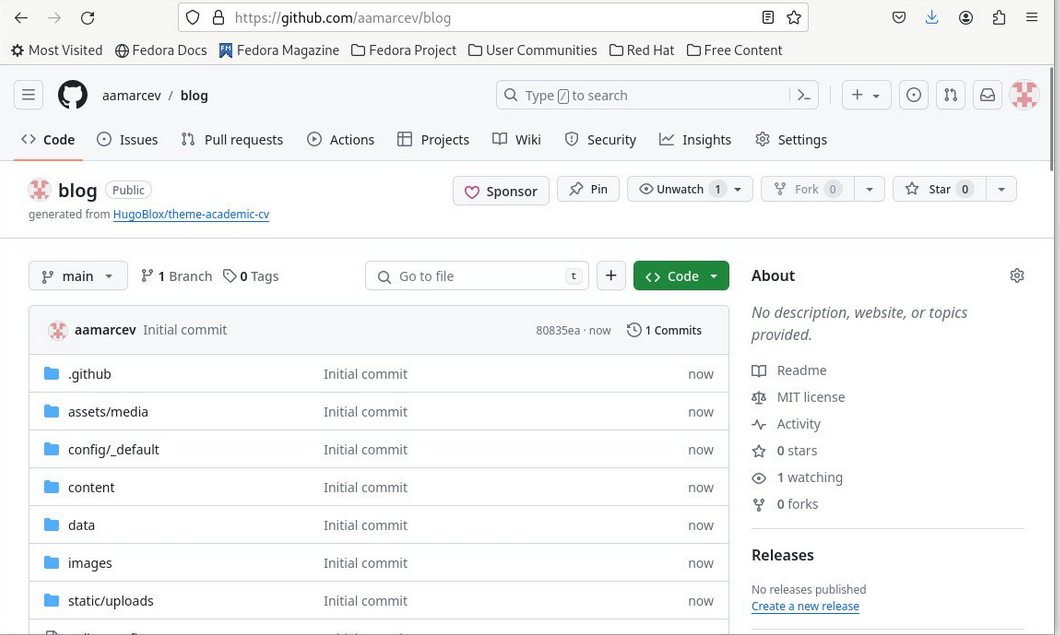 https://github.com/aamarcev/blog
Most Visited Fedora Docs FM Fedora Magazine Fedora Project User Communities Red Hat Free Content
aamarcev / blog Type / to search
Code Issues Pull requests Actions Projects Wiki Security Insights Settings
blog Public Sponsor Pin Unwatch 1 Fork 0 Star 0
generated from HugoBlox/theme-academic-cv
main 1 Branch 0 Tags Go to file t + Code
About
aamarcev Initial commit 80835ea · now 1 Commits
No description, website, or topics
provided.
.github Initial commit now
assets/media Initial commit now
config/_default Initial commit now
content Initial commit now
data Initial commit now
images Initial commit now
static/uploads Initial commit now
Readme
MIT license
Activity
0 stars
1 watching
0 forks
Releases
No releases published
Create a new release